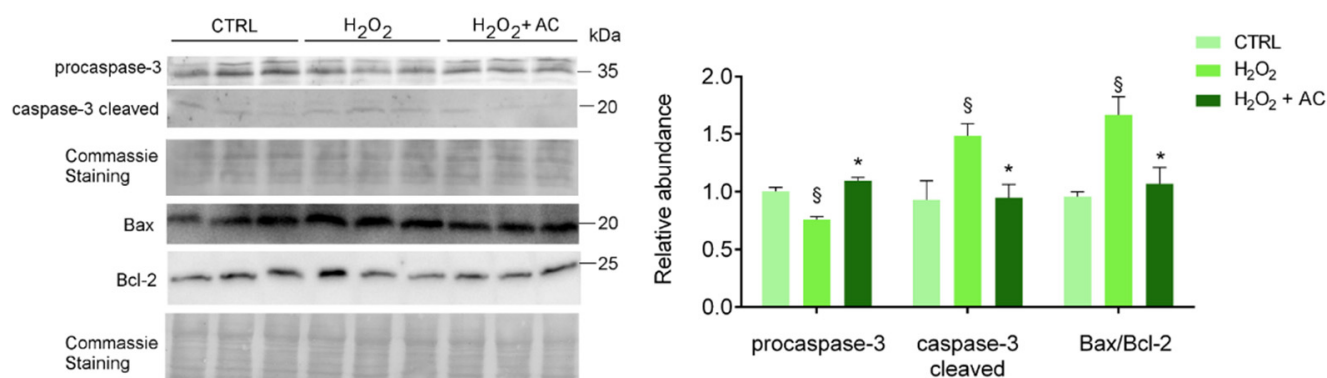 CTRL H₂O₂ H₂O₂ + AC kDa
procaspase-3 35
caspase-3 cleaved 20
Commassie
Staining
Bax 20
25
Bcl-2
Commassie
Staining
CTRL
H₂O₂
H₂O₂ + AC
Relative abundance
2.0
1.5
1.0
0.5
0.0
§ * § * § *
procaspase-3 caspase-3 Bax/Bcl-2
cleaved